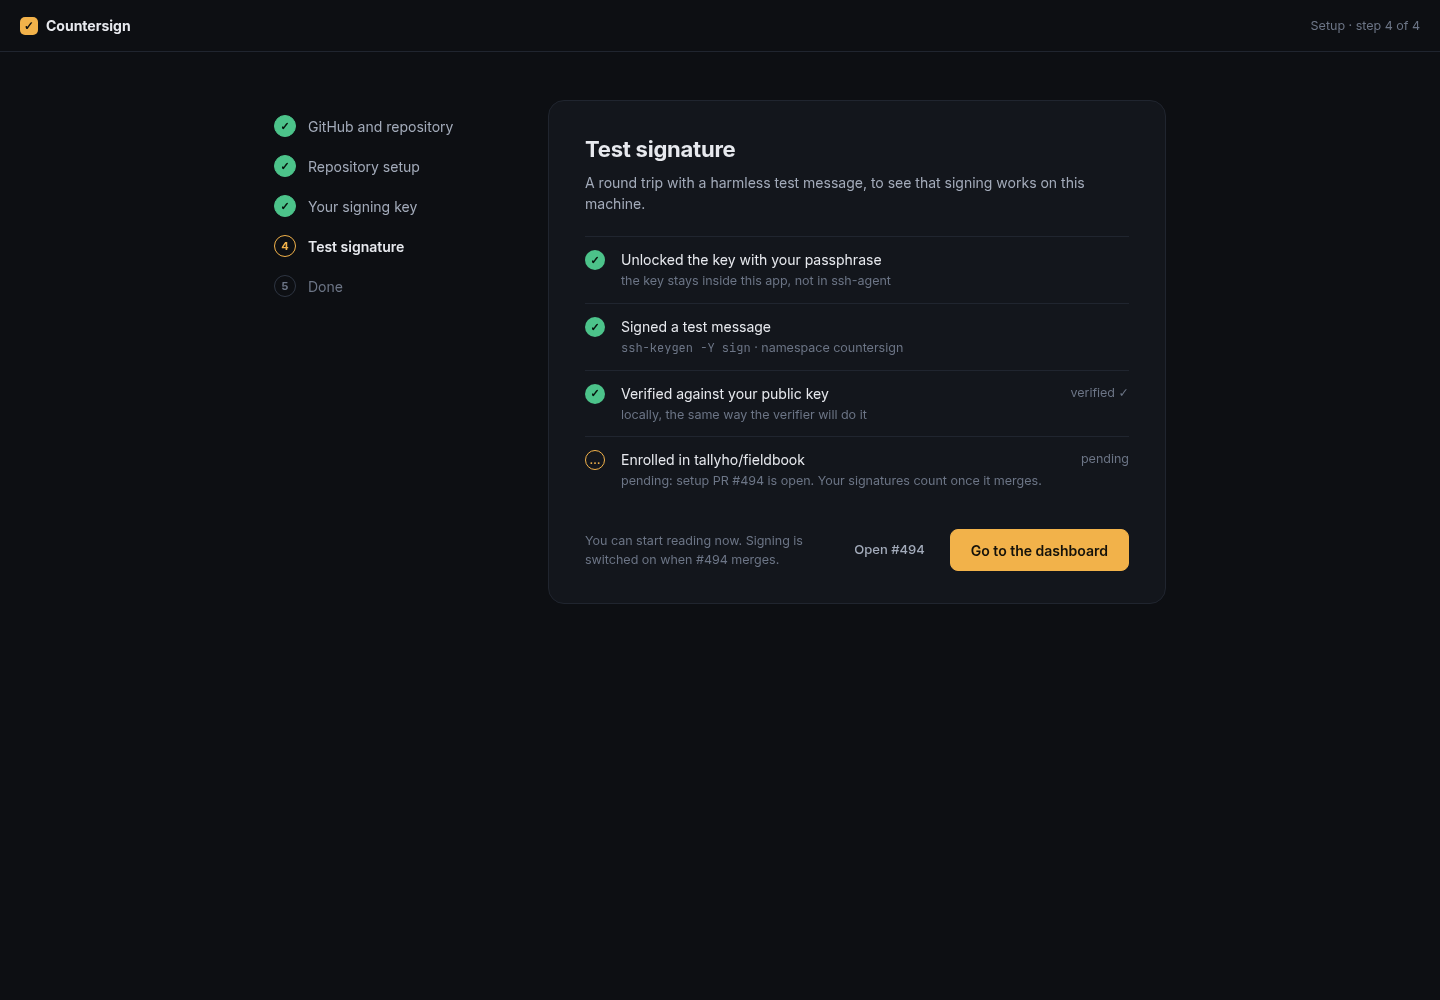 ✓ Countersign
Setup · step 4 of 4
✓ GitHub and repository
✓ Repository setup
✓ Your signing key
4 Test signature
5 Done
Test signature
A round trip with a harmless test message, to see that signing works on this
machine.
✓ Unlocked the key with your passphrase
the key stays inside this app, not in ssh-agent
✓ Signed a test message
ssh-keygen -Y sign · namespace countersign
✓ Verified against your public key
verified ✓
locally, the same way the verifier will do it
… Enrolled in tallyho/fieldbook
pending
pending: setup PR #494 is open. Your signatures count once it merges.
You can start reading now. Signing is
switched on when #494 merges.
Open #494
Go to the dashboard